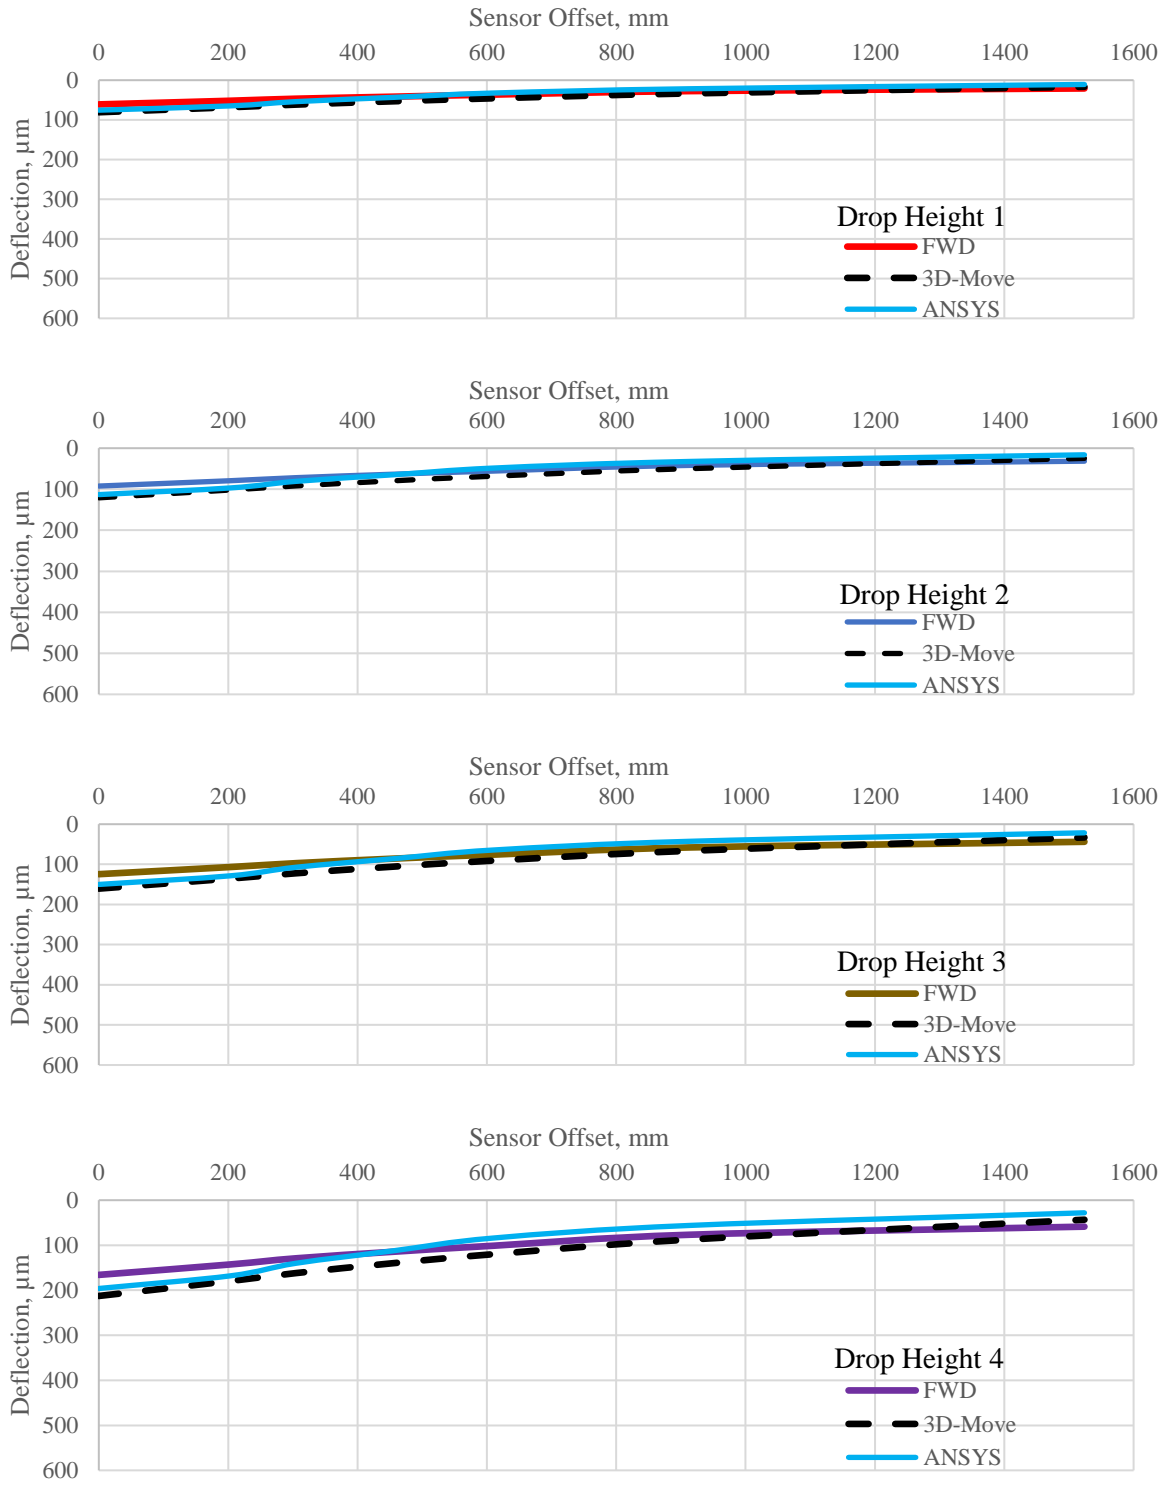 Sensor Offset, mm
0 200 400 600 800 1000 1200 1400 1600
0
100
200
300
400
500
600
Deflection, µm
Drop Height 1
FWD
3D-Move
ANSYS
Sensor Offset, mm
0 200 400 600 800 1000 1200 1400 1600
0
100
200
300
400
500
600
Deflection, µm
Drop Height 2
FWD
3D-Move
ANSYS
Sensor Offset, mm
0 200 400 600 800 1000 1200 1400 1600
0
100
200
300
400
500
600
Deflection, µm
Drop Height 3
FWD
3D-Move
ANSYS
Sensor Offset, mm
0 200 400 600 800 1000 1200 1400 1600
0
100
200
300
400
500
600
Deflection, µm
Drop Height 4
FWD
3D-Move
ANSYS